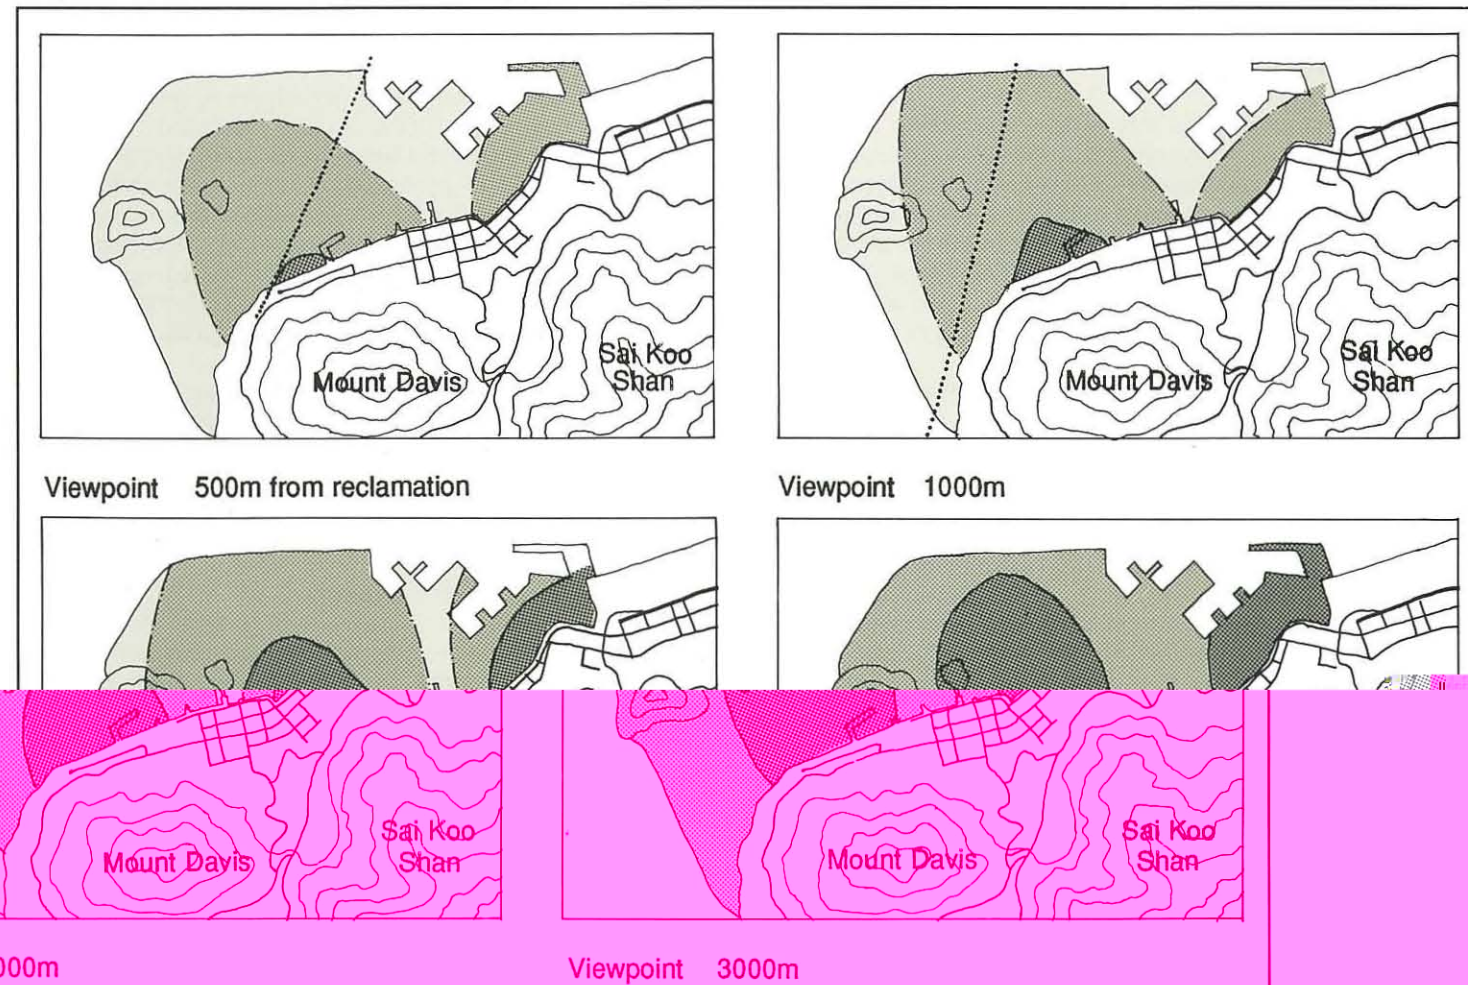 Mount Davis
Sai Koo
Shan
Mount Davis
Sai Koo
Shan
Viewpoint 500m from reclamation
Viewpoint 1000m
Mount Davis
Sai Koo
Shan
Mount Davis
Sai Koo
Shan
000m
Viewpoint 3000m